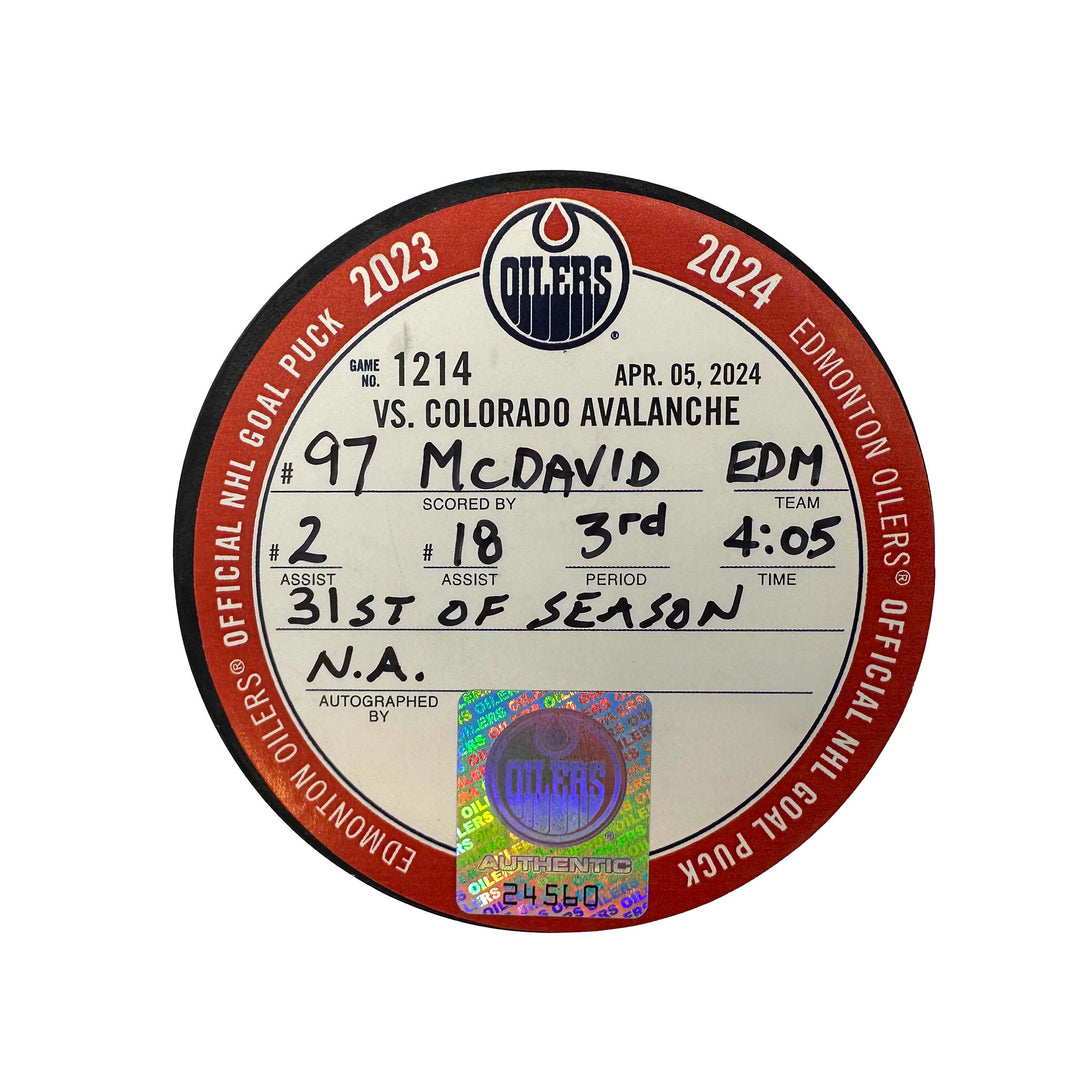 OILERS
EDMONTON OILERS® OFFICIAL NHL GOAL PUCK 2023
2024 EDMONTON OILERS® OFFICIAL NHL GOAL PUCK
GAME NO. 1214 APR. 05, 2024
VS. COLORADO AVALANCHE
# 97 McDAVID EDM
SCORED BY TEAM
# 2 # 18 3rd 4:05
ASSIST ASSIST PERIOD TIME
31ST OF SEASON
N.A.
AUTOGRAPHED
BY
OILERS
AUTHENTIC
24560